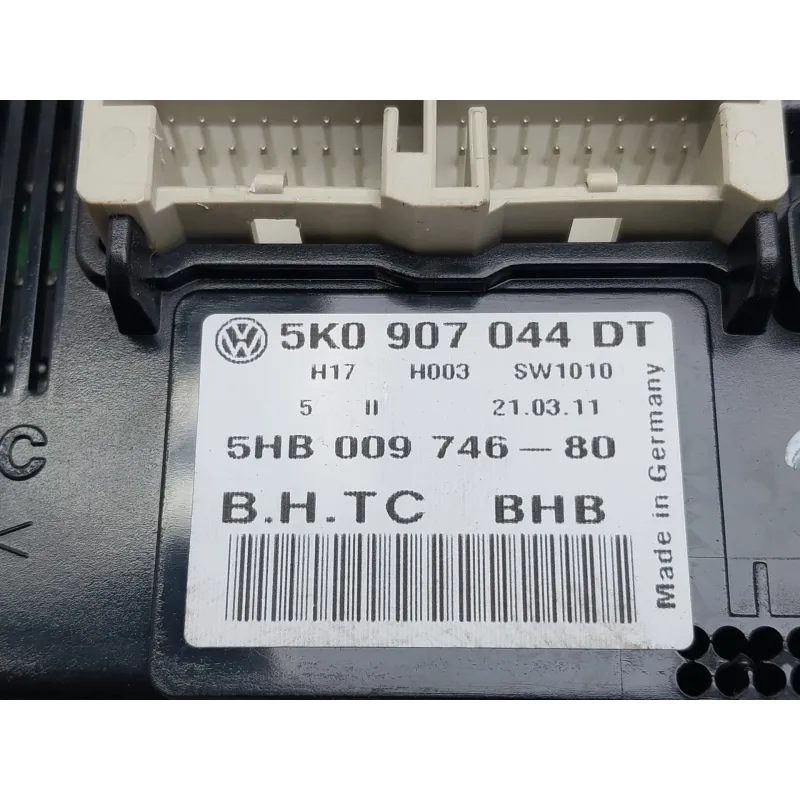 5K0 907 044 DT
H17 H003 SW1010
5 II 21.03.11
5HB 009 746-80
B.H.TC BHB
Made in Germany
C